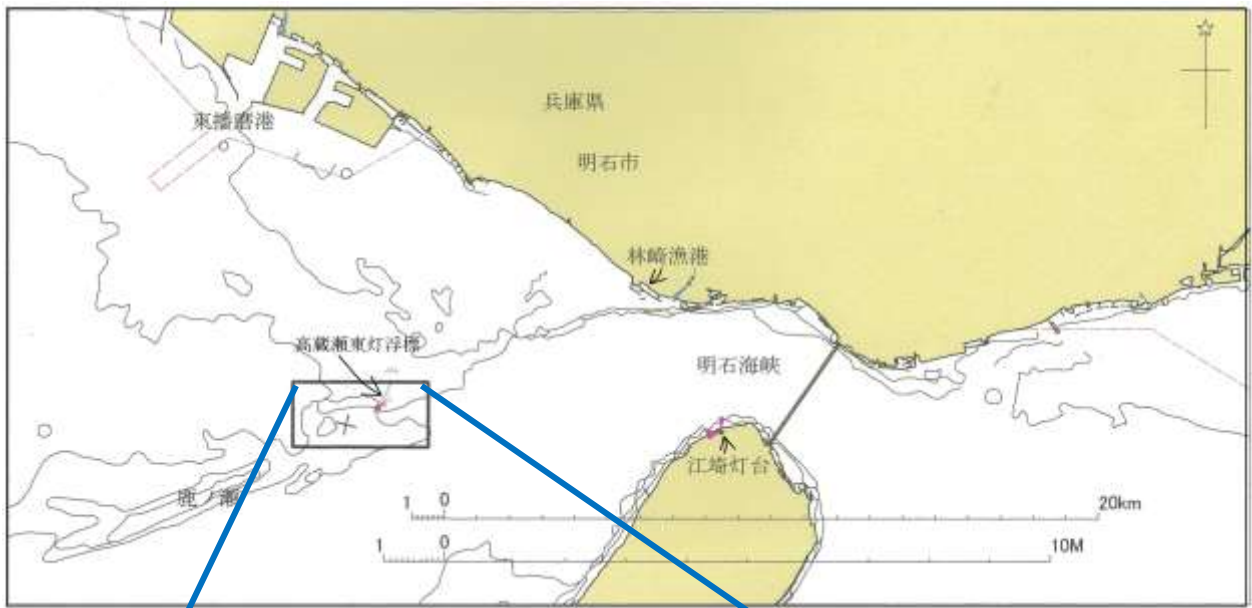 兵庫県
東播磨港
明石市
林崎漁港
高蔵瀬東灯浮標
明石海峡
江埼灯台
鹿ノ瀬
1 0 20km
1 0 10M